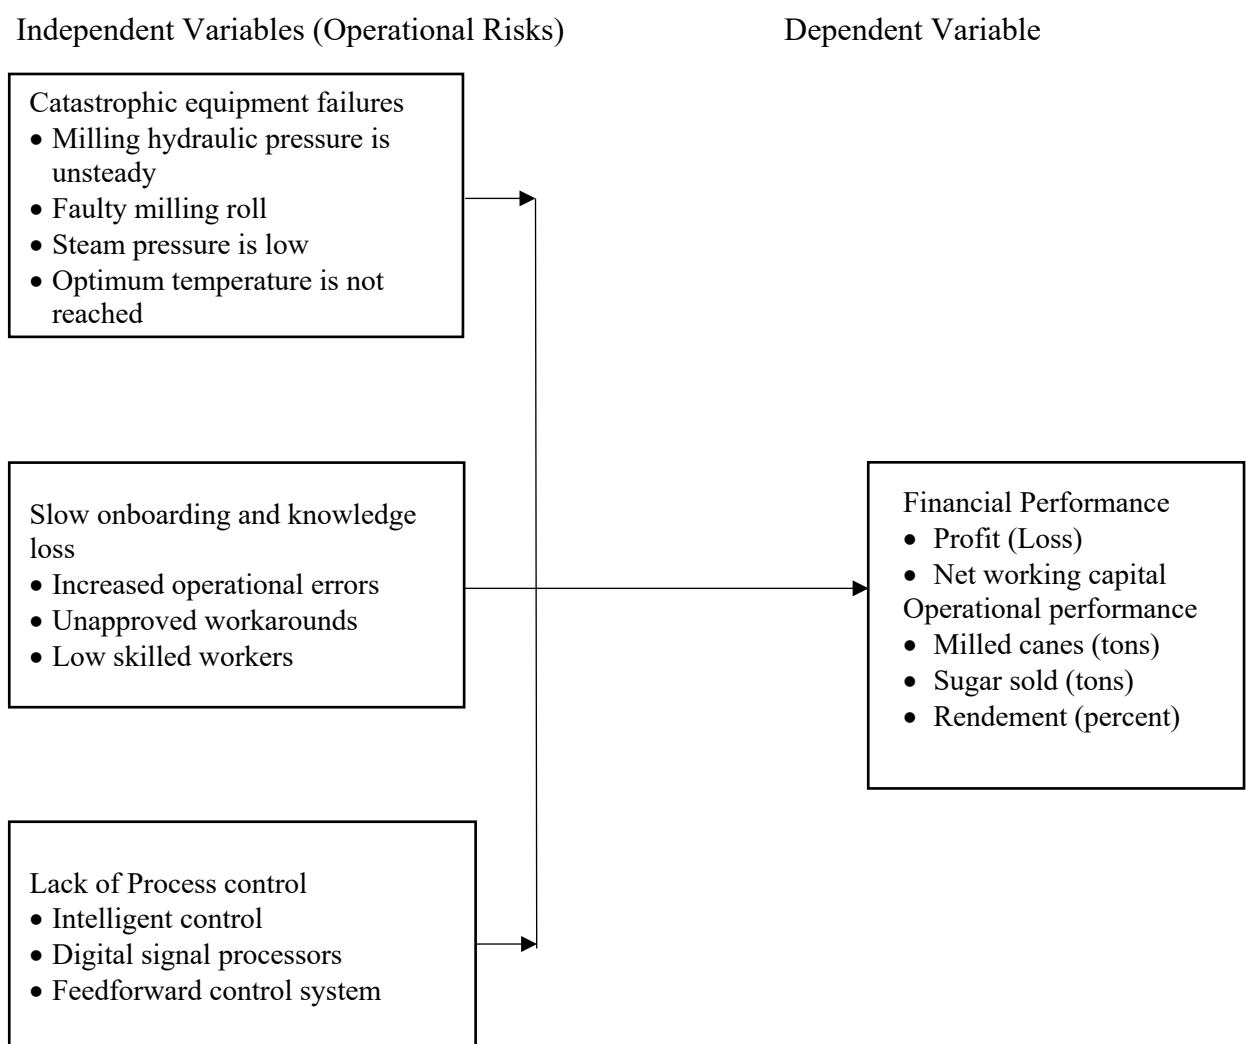 Independent Variables (Operational Risks)
Dependent Variable
Catastrophic equipment failures
• Milling hydraulic pressure is
unsteady
• Faulty milling roll
• Steam pressure is low
• Optimum temperature is not
reached
Slow onboarding and knowledge
loss
• Increased operational errors
• Unapproved workarounds
• Low skilled workers
Financial Performance
• Profit (Loss)
• Net working capital
Operational performance
• Milled canes (tons)
• Sugar sold (tons)
• Rendement (percent)
Lack of Process control
• Intelligent control
• Digital signal processors
• Feedforward control system